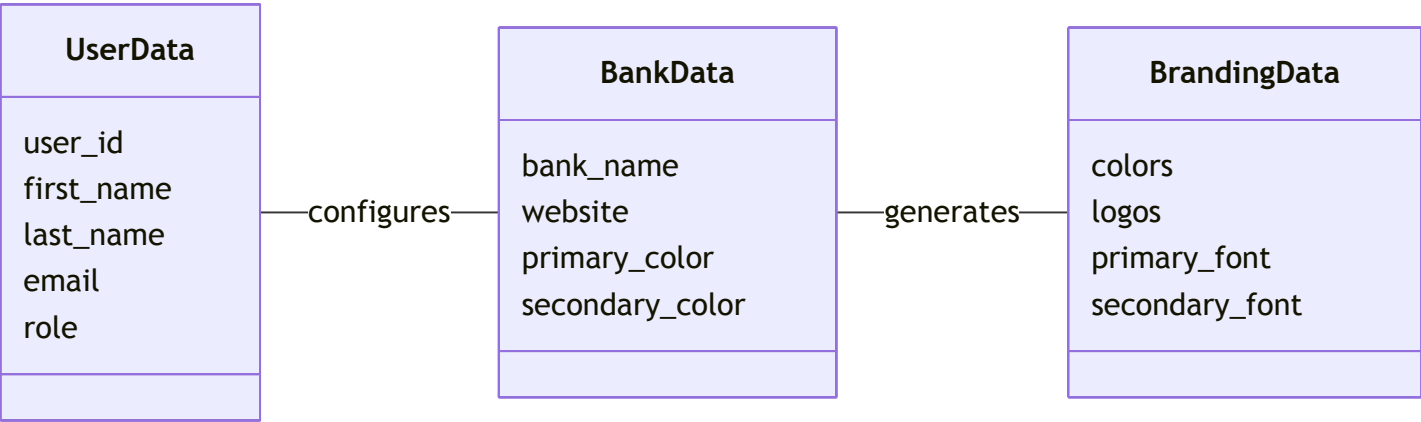 UserData
user_id
first_name
last_name
email
role
configures
BankData
bank_name
website
primary_color
secondary_color
generates
BrandingData
colors
logos
primary_font
secondary_font